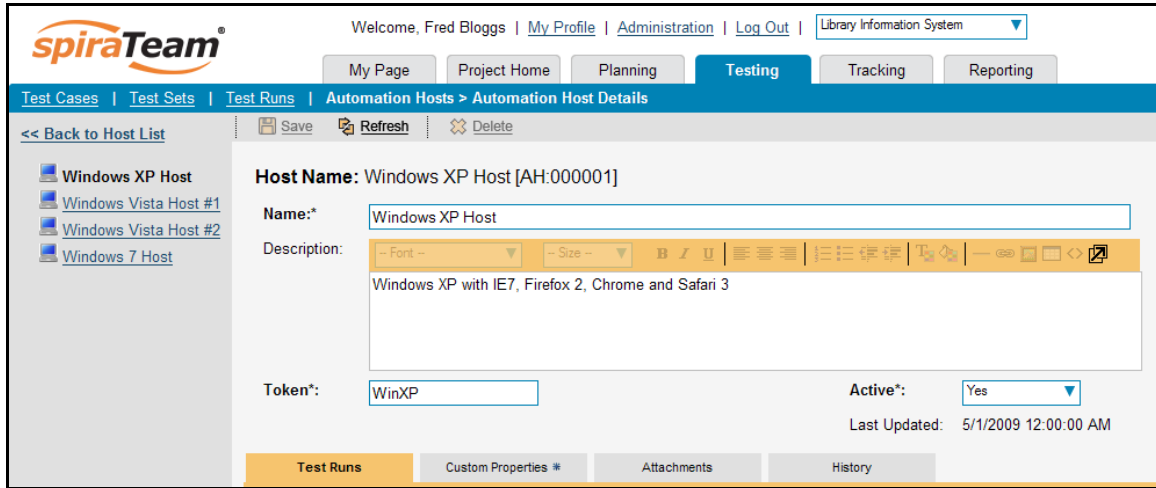 spiraTeam®
Welcome, Fred Bloggs | My Profile | Administration | Log Out | Library Information System
My Page Project Home Planning Testing Tracking Reporting
Test Cases | Test Sets | Test Runs | Automation Hosts > Automation Host Details
<< Back to Host List
Save Refresh Delete
Windows XP Host
Windows Vista Host #1
Windows Vista Host #2
Windows 7 Host
Host Name: Windows XP Host [AH:000001]
Name:* Windows XP Host
Description: -- Font -- -- Size -- B I U
Windows XP with IE7, Firefox 2, Chrome and Safari 3
Token*: WinXP Active*: Yes
Last Updated: 5/1/2009 12:00:00 AM
Test Runs Custom Properties * Attachments History